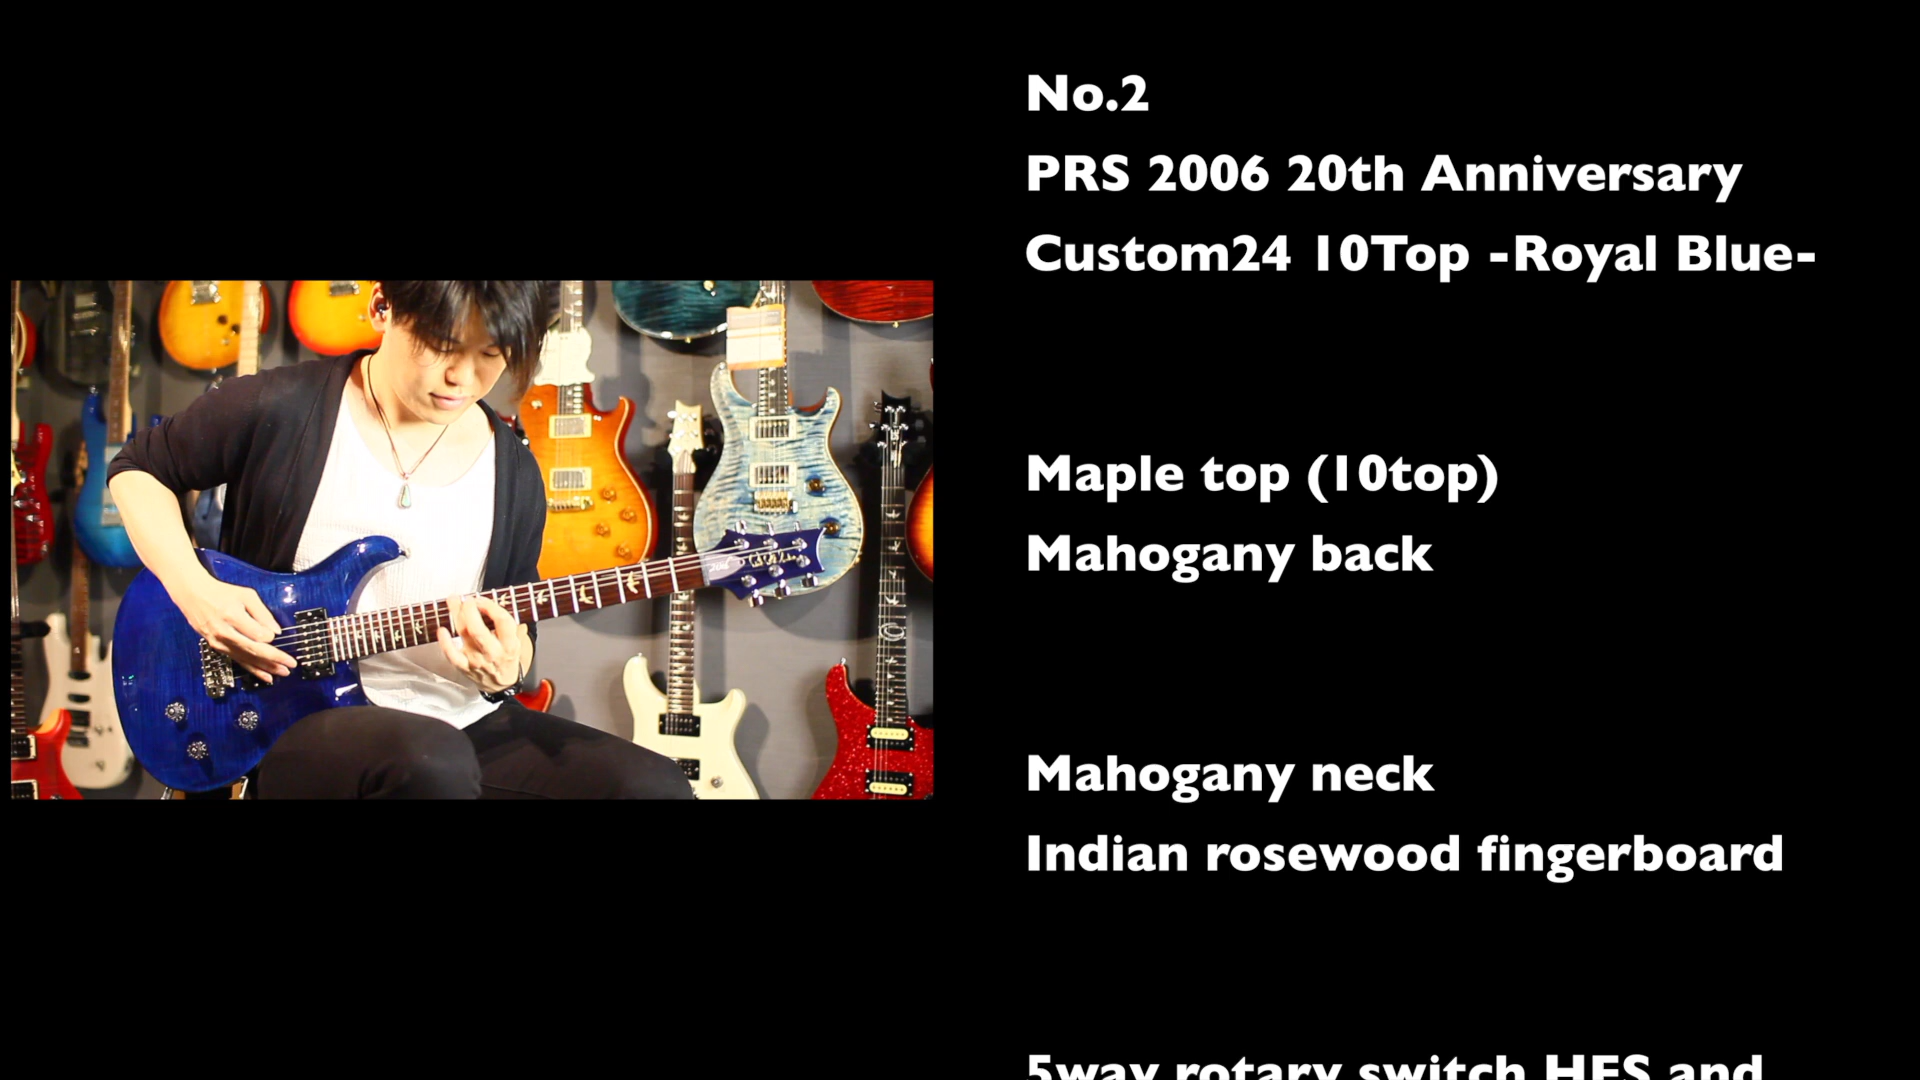 No.2
PRS 2006 20th Anniversary
Custom24 10Top -Royal Blue-
Maple top (10top)
Mahogany back
Mahogany neck
Indian rosewood fingerboard
5way rotary switch HFS and